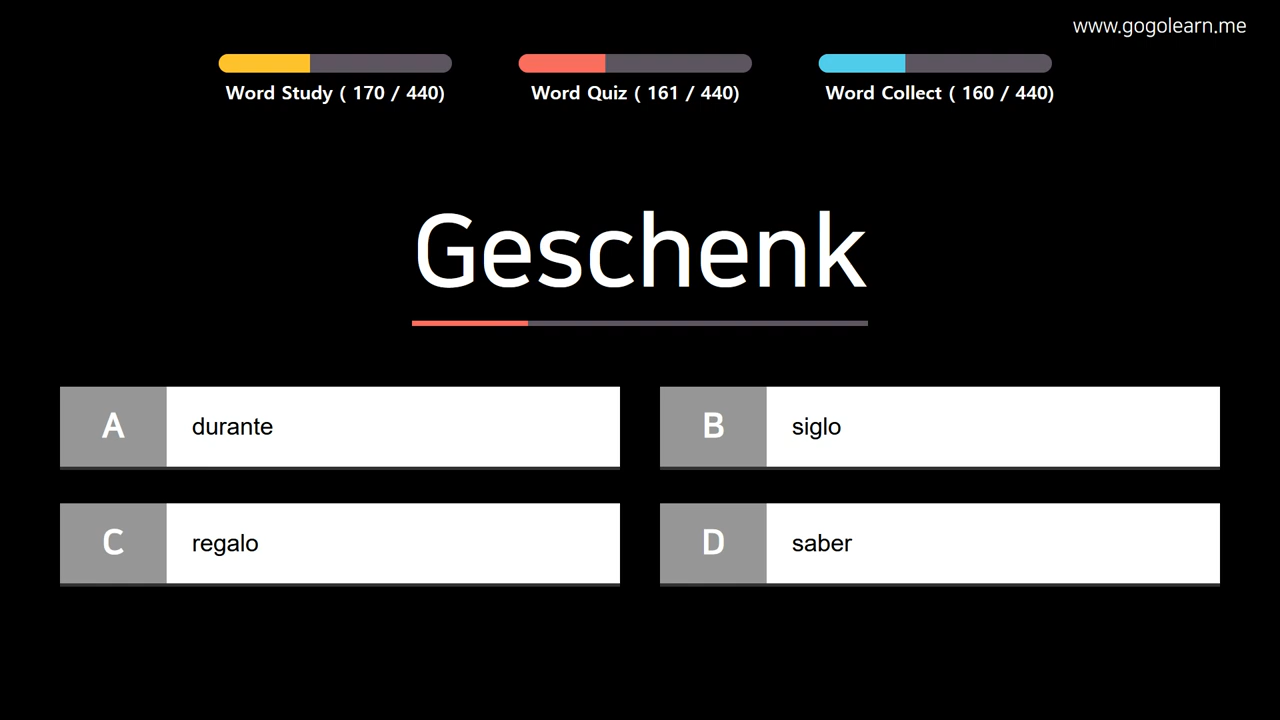 www.gogolearn.me
Word Study ( 170 / 440)
Word Quiz ( 161 / 440)
Word Collect ( 160 / 440)
Geschenk
A durante
B siglo
C regalo
D saber